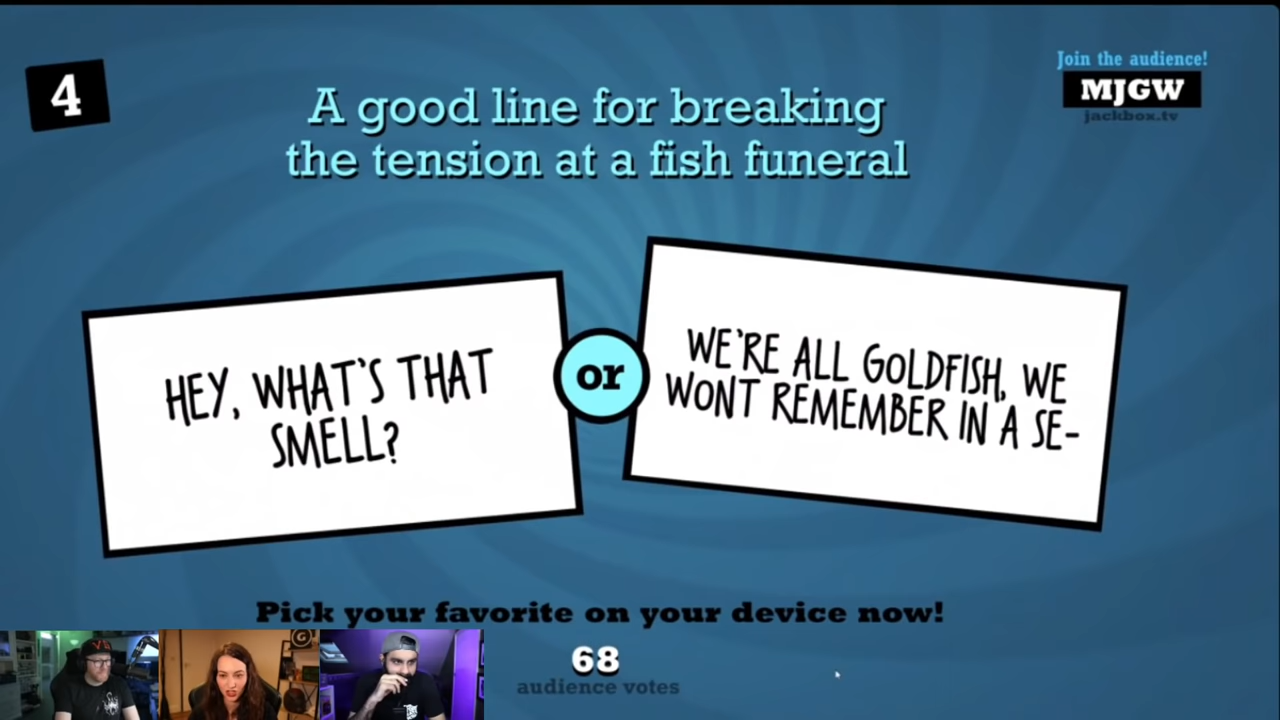 4
Join the audience!
MJGW
jackbox.tv
A good line for breaking
the tension at a fish funeral
HEY, WHAT'S THAT
SMELL?
or
WE'RE ALL GOLDFISH, WE
WONT REMEMBER IN A SE-
Pick your favorite on your device now!
68
audience votes